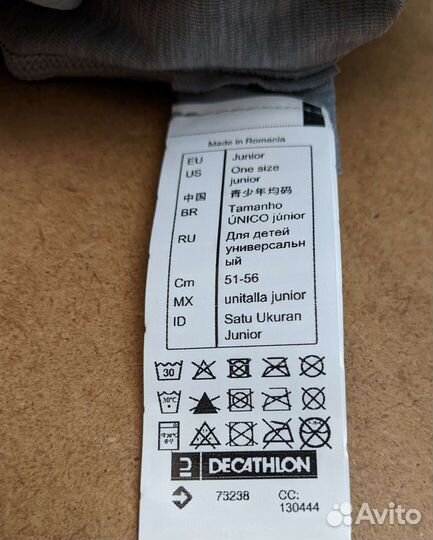 Made In Romania
EU Junior
US One size
junior
中国 青少年均码
BR Tamanho
ÚNICO júnior
RU Для детей
универсальн
ый
Cm 51-56
MX unitalla junior
ID Satu Ukuran
Junior
30
30°C
DECATHLON
73238 CC:
130444
Avito